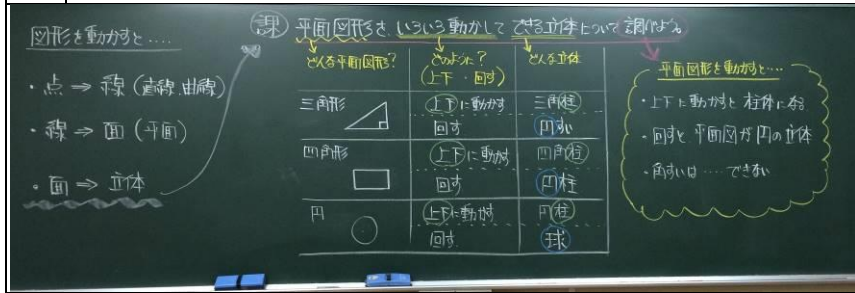 図形を動かすと‥‥
・点 ⇒ 線 (直線、曲線)
・線 ⇒ 面 (平面)
・面 ⇒ 立体
課 平面図形を、いろいろ動かして できる立体について 調べよう。
どんな平面図形?
どのように?
(上下・回す)
どんな立体
三角形
上下に動かす
三角柱
回す
円すい
四角形
上下に動かす
四角柱
回す
円柱
円
上下に動かす
円柱
回す
球
平面図形を動かすと‥‥
・上下に動かすと 柱体になる
・回すと 平面図が円の立体
・角すいは‥‥できない